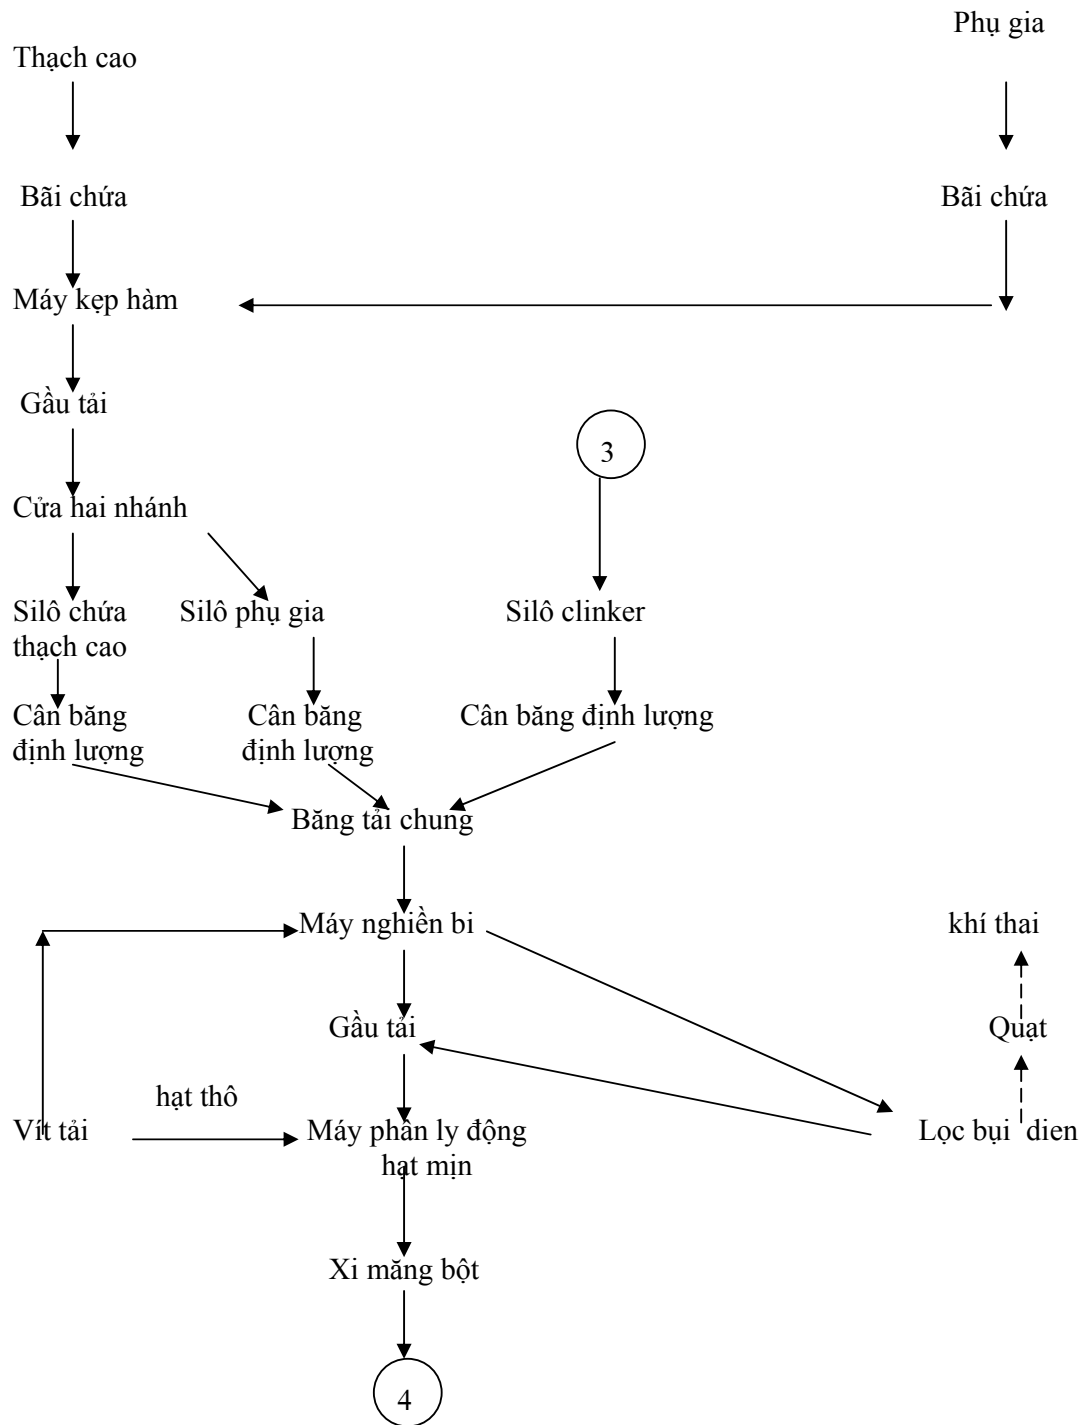 Phụ gia
Thạch cao
Bãi chứa
Bãi chứa
Máy kẹp hàm
Gầu tải
3
Cửa hai nhánh
Silô chứa
thạch cao
Silô phụ gia
Silô clinker
Cân băng
định lượng
Cân băng
định lượng
Cân băng định lượng
Băng tải chung
Máy nghiền bi
khí thai
Gầu tải
Quạt
hạt thô
Vít tải
Máy phân ly động
hạt mịn
Lọc bụi dien
Xi măng bột
4